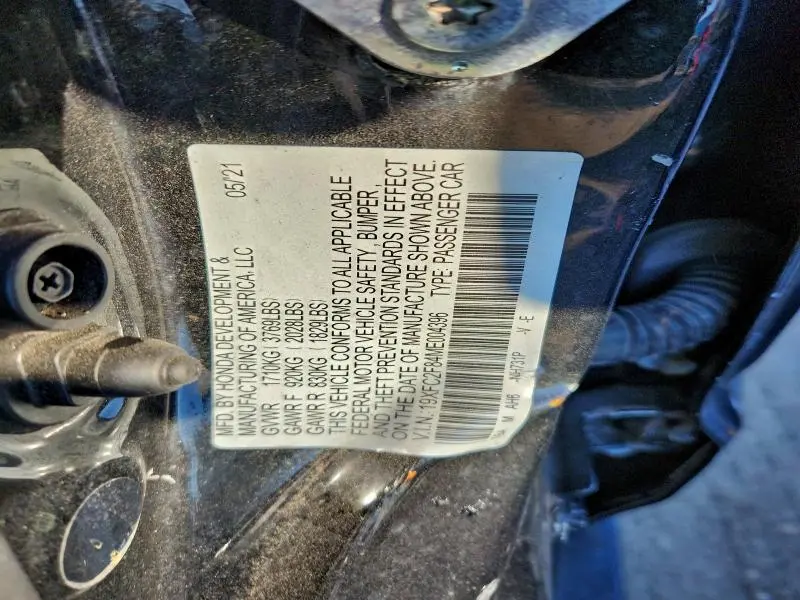 MFD. BY HONDA DEVELOPMENT &
MANUFACTURING OF AMERICA, LLC 05/21
GVWR 1710KG(3769LBS)
GAWR F 920KG(2028LBS)
GAWR R 830KG(1829LBS)
THIS VEHICLE CONFORMS TO ALL APPLICABLE
FEDERAL MOTOR VEHICLE SAFETY, BUMPER,
AND THEFT PREVENTION STANDARDS IN EFFECT
ON THE DATE OF MANUFACTURE SHOWN ABOVE.
V.I.N.: TYPE: PASSENGER CAR
M AH6 -NH731P -V -E